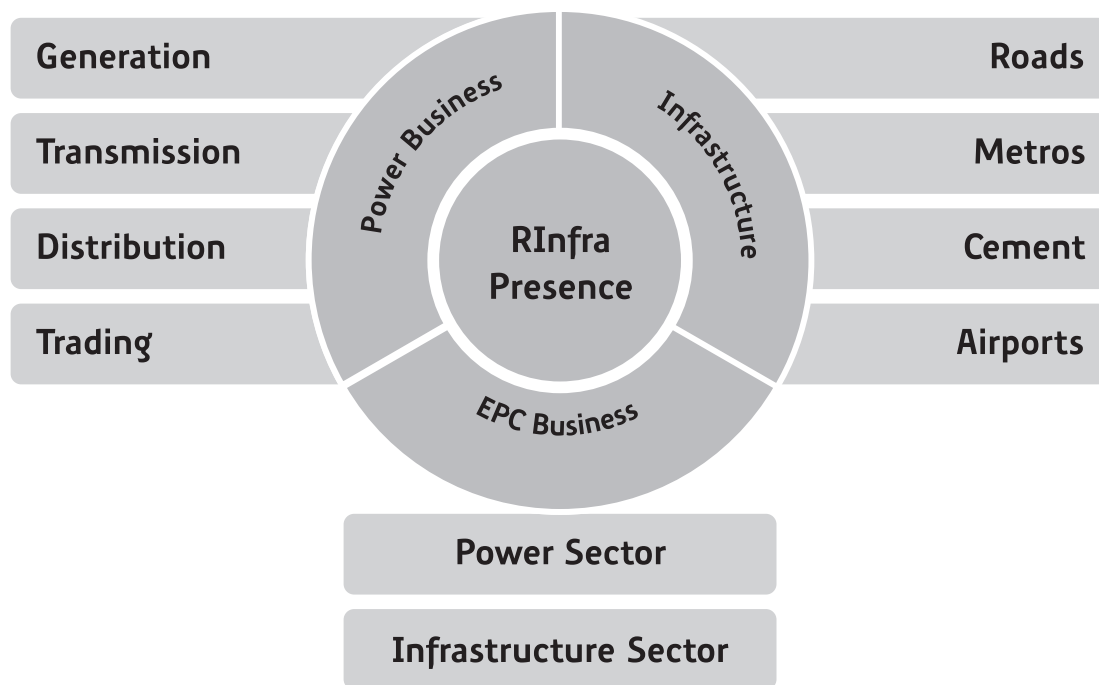 Generation
Transmission
Distribution
Trading
Power Business
Infrastructure
Roads
Metros
Cement
Airports
RInfra
Presence
EPC Business
Power Sector
Infrastructure Sector